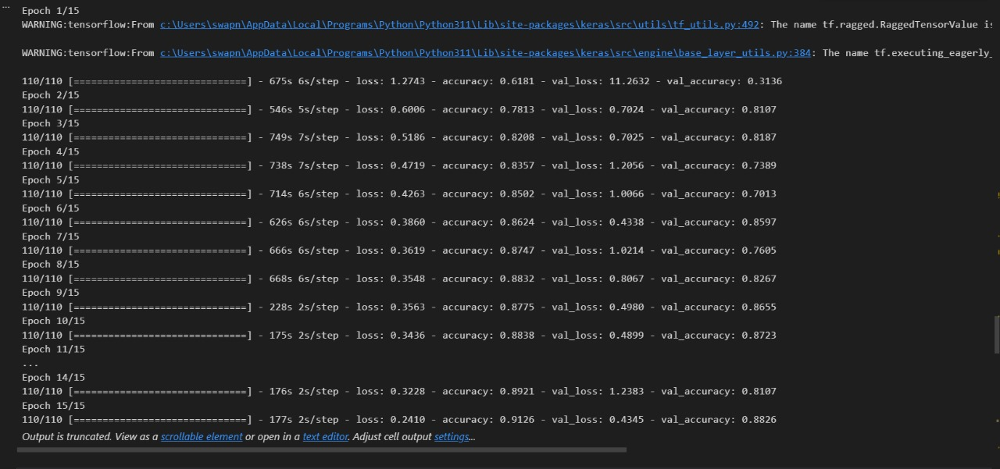 ...
Epoch 1/15
WARNING:tensorflow:From c:\Users\swapn\AppData\Local\Programs\Python\Python311\Lib\site-packages\keras\src\utils\tf_utils.py:492: The name tf.ragged.RaggedTensorValue is
WARNING:tensorflow:From c:\Users\swapn\AppData\Local\Programs\Python\Python311\Lib\site-packages\keras\src\engine\base_layer_utils.py:384: The name tf.executing_eagerly_
110/110 [==============================] - 675s 6s/step - loss: 1.2743 - accuracy: 0.6181 - val_loss: 11.2632 - val_accuracy: 0.3136
Epoch 2/15
110/110 [==============================] - 546s 5s/step - loss: 0.6006 - accuracy: 0.7813 - val_loss: 0.7024 - val_accuracy: 0.8107
Epoch 3/15
110/110 [==============================] - 749s 7s/step - loss: 0.5186 - accuracy: 0.8208 - val_loss: 0.7025 - val_accuracy: 0.8187
Epoch 4/15
110/110 [==============================] - 738s 7s/step - loss: 0.4719 - accuracy: 0.8357 - val_loss: 1.2056 - val_accuracy: 0.7389
Epoch 5/15
110/110 [==============================] - 714s 6s/step - loss: 0.4263 - accuracy: 0.8502 - val_loss: 1.0066 - val_accuracy: 0.7013
Epoch 6/15
110/110 [==============================] - 626s 6s/step - loss: 0.3860 - accuracy: 0.8624 - val_loss: 0.4338 - val_accuracy: 0.8597
Epoch 7/15
110/110 [==============================] - 666s 6s/step - loss: 0.3619 - accuracy: 0.8747 - val_loss: 1.0214 - val_accuracy: 0.7605
Epoch 8/15
110/110 [==============================] - 668s 6s/step - loss: 0.3548 - accuracy: 0.8832 - val_loss: 0.8067 - val_accuracy: 0.8267
Epoch 9/15
110/110 [==============================] - 228s 2s/step - loss: 0.3563 - accuracy: 0.8775 - val_loss: 0.4980 - val_accuracy: 0.8655
Epoch 10/15
110/110 [==============================] - 175s 2s/step - loss: 0.3436 - accuracy: 0.8838 - val_loss: 0.4899 - val_accuracy: 0.8723
Epoch 11/15
...
Epoch 14/15
110/110 [==============================] - 176s 2s/step - loss: 0.3228 - accuracy: 0.8921 - val_loss: 1.2383 - val_accuracy: 0.8107
Epoch 15/15
110/110 [==============================] - 177s 2s/step - loss: 0.2410 - accuracy: 0.9126 - val_loss: 0.4345 - val_accuracy: 0.8826
Output is truncated. View as a scrollable element or open in a text editor. Adjust cell output settings...